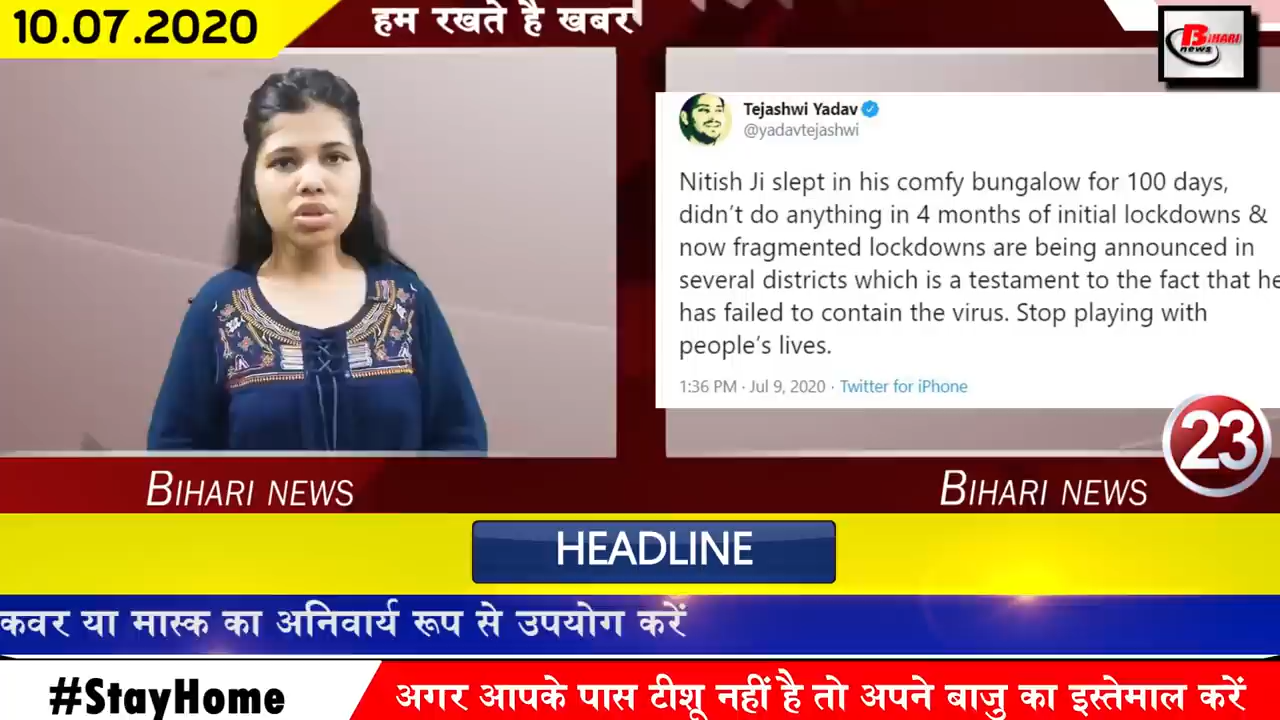 10.07.2020
हम रखते है खबर
BIHARI
news
Tejashwi Yadav
@yadavtejashwi
Nitish Ji slept in his comfy bungalow for 100 days,
didn't do anything in 4 months of initial lockdowns &
now fragmented lockdowns are being announced in
several districts which is a testament to the fact that he
has failed to contain the virus. Stop playing with
people's lives.
1:36 PM · Jul 9, 2020 · Twitter for iPhone
23
BIHARI NEWS
BIHARI NEWS
HEADLINE
कवर या मास्क का अनिवार्य रूप से उपयोग करें
#StayHome
अगर आपके पास टीशू नहीं है तो अपने बाजु का इस्तेमाल करें